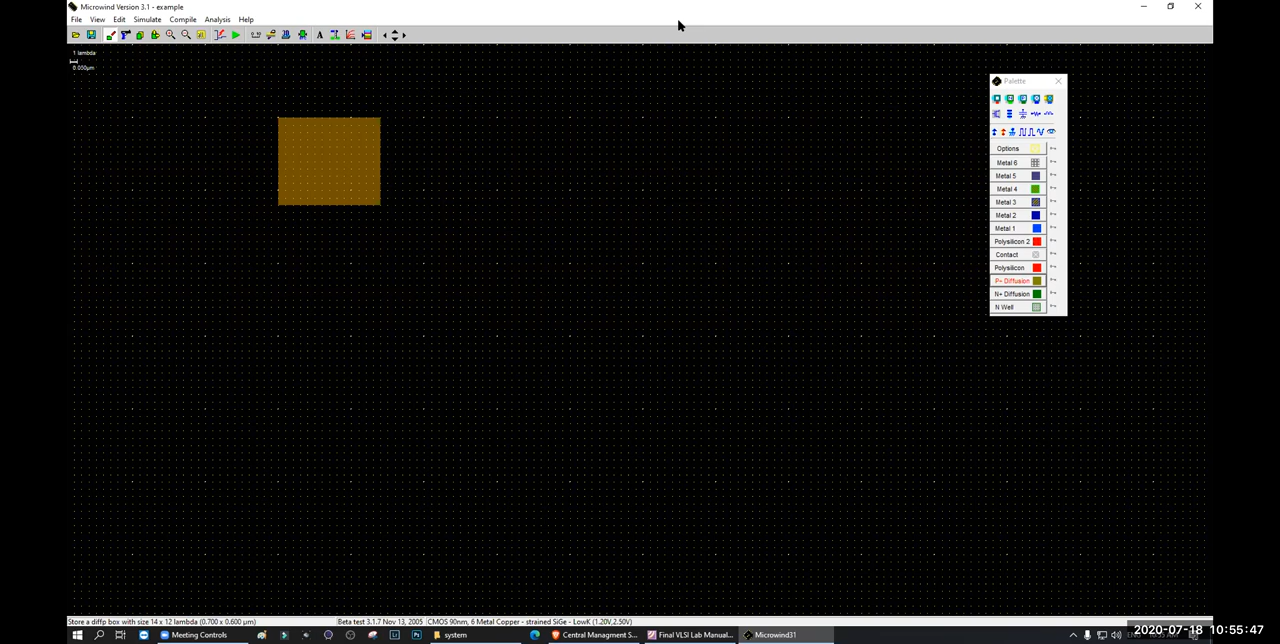 Microwind Version 3.1 - example
File View Edit Simulate Compile Analysis Help
1 lambda
Palette
Options
Metal 6
Metal 5
Metal 4
Metal 3
Metal 2
Metal 1
Polysilicon 2
Contact
Polysilicon
P+ Diffusion
N+ Diffusion
N Well
Store a diffp box with size 14 x 12 lambda (0.700 x 0.600 µm) Beta test 3.1.7 Nov 13, 2005 CMOS 90nm, 6 Metal Copper - strained SiGe - LowK (1.20V,2.50V)
Meeting Controls system Central Managment S... Final VLSI Lab Manual... Microwind31
2020-07-18 10:55:47